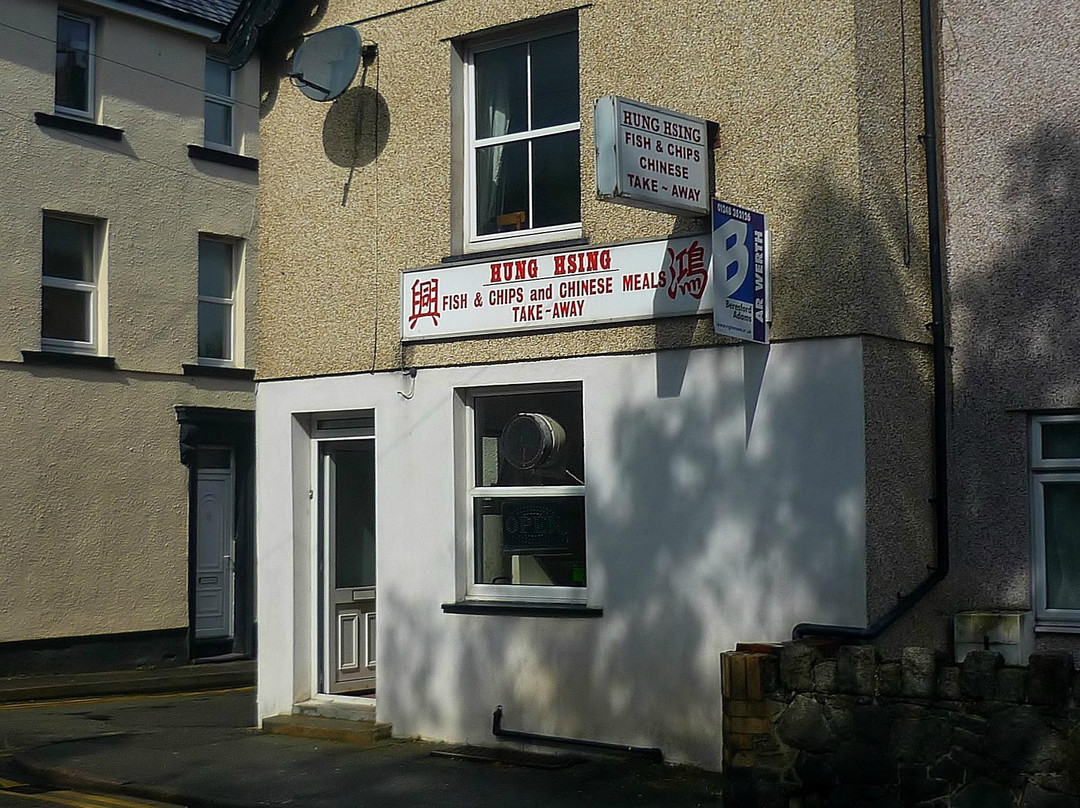 HUNG HSING
FISH & CHIPS
CHINESE
TAKE ~ AWAY
HUNG HSING
興 FISH & CHIPS and CHINESE MEALS 鴻
TAKE~AWAY
B
AR WERTH
Beresford
Adams
OPEN